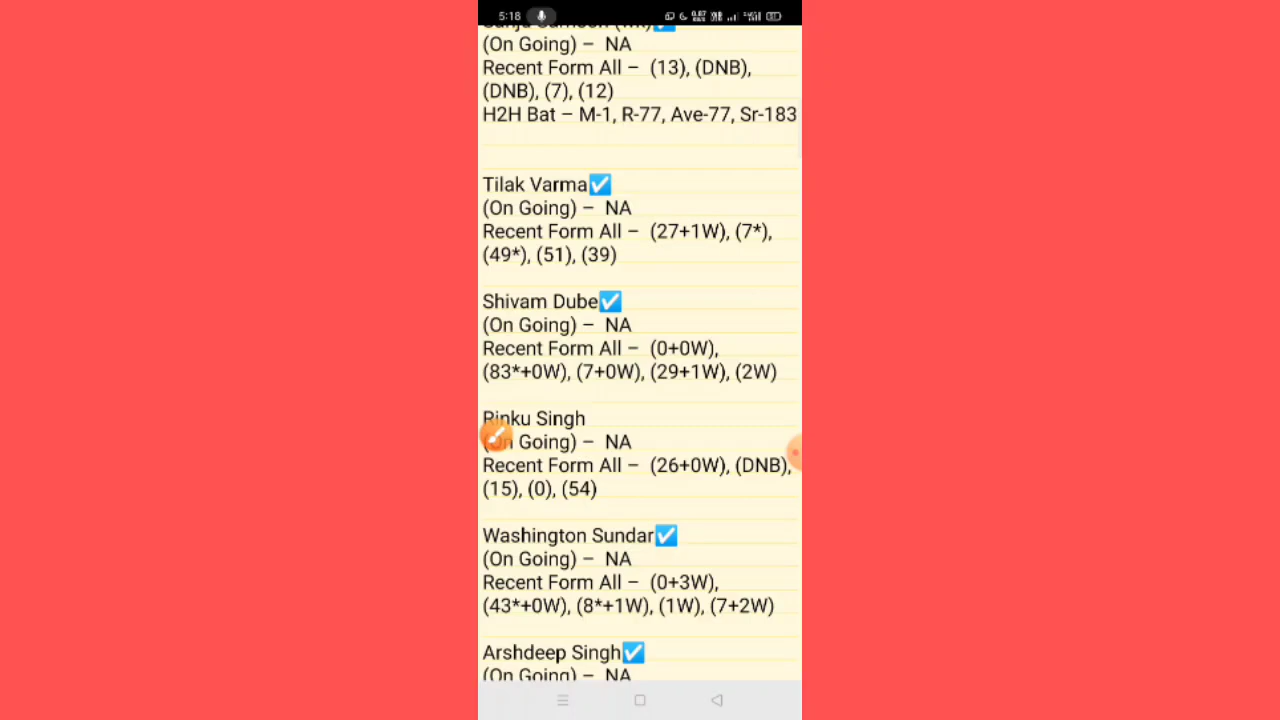 5:18
(On Going) – NA
Recent Form All – (13), (DNB),
(DNB), (7), (12)
H2H Bat – M-1, R-77, Ave-77, Sr-183
Tilak Varma☑
(On Going) – NA
Recent Form All – (27+1W), (7*),
(49*), (51), (39)
Shivam Dube☑
(On Going) – NA
Recent Form All – (0+0W),
(83*+0W), (7+0W), (29+1W), (2W)
Rinku Singh
(On Going) – NA
Recent Form All – (26+0W), (DNB),
(15), (0), (54)
Washington Sundar☑
(On Going) – NA
Recent Form All – (0+3W),
(43*+0W), (8*+1W), (1W), (7+2W)
Arshdeep Singh☑
(On Going) – NA